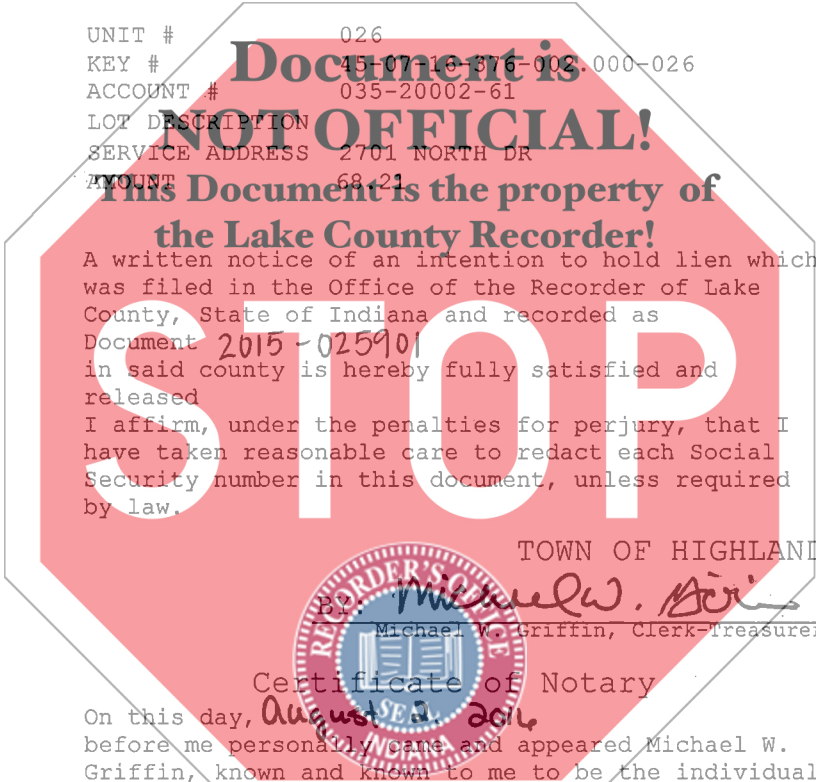 UNIT # 026
KEY # 45-07-16-376-002.000-026
ACCOUNT # 035-20002-61
LOT DESCRIPTION
SERVICE ADDRESS 2701 NORTH DR
AMOUNT 68.21
Document is
NOT OFFICIAL!
This Document is the property of
the Lake County Recorder!
A written notice of an intention to hold lien which
was filed in the Office of the Recorder of Lake
County, State of Indiana and recorded as
Document 2015-025901
in said county is hereby fully satisfied and
released
I affirm, under the penalties for perjury, that I
have taken reasonable care to redact each Social
Security number in this document, unless required
by law.
STOP
TOWN OF HIGHLAND
BY: Michael W. Griffin
Michael W. Griffin, Clerk-Treasurer
RECORDER'S OFFICE
SEAL
INDIANA
Certificate of Notary
On this day, August 2, 2016
before me personally came and appeared Michael W.
Griffin, known and known to me to be the individual